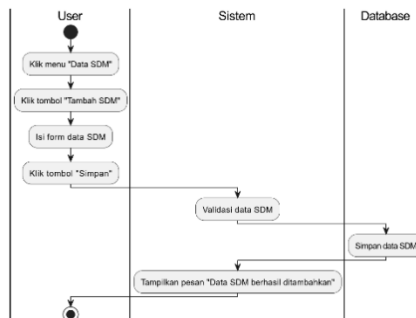 User
Sistem
Database
Klik menu "Data SDM"
Klik tombol "Tambah SDM"
Isi form data SDM
Klik tombol "Simpan"
Validasi data SDM
Simpan data SDM
Tampilkan pesan "Data SDM berhasil ditambahkan"